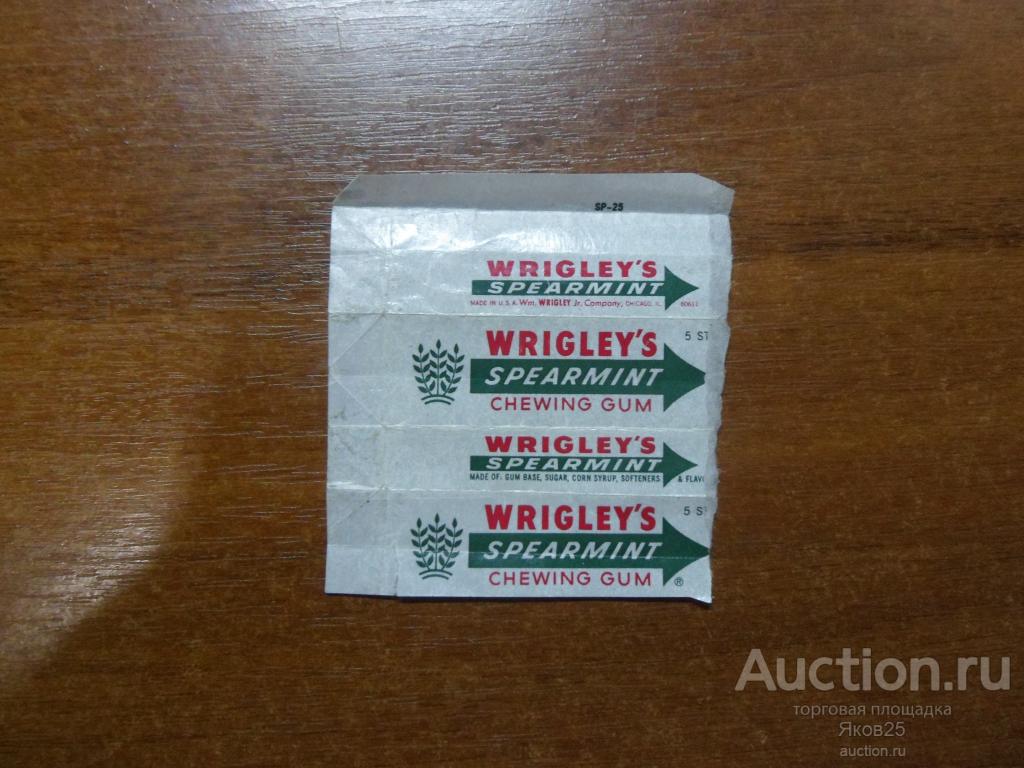 SP-25
WRIGLEY'S
SPEARMINT
MADE IN U.S.A. Wm. WRIGLEY Jr. Company, CHICAGO, IL. 60611
WRIGLEY'S 5 ST
SPEARMINT
CHEWING GUM
WRIGLEY'S
SPEARMINT
MADE OF: GUM BASE, SUGAR, CORN SYRUP, SOFTENERS & FLAV
WRIGLEY'S 5 S
SPEARMINT
CHEWING GUM ®
Auction.ru
торговая площадка
Яков25
auction.ru